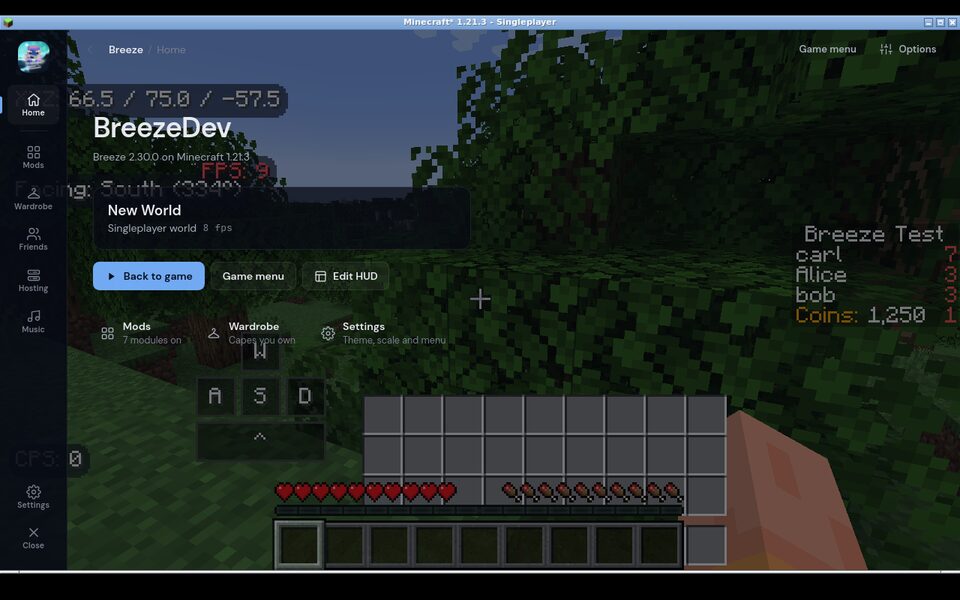 Minecraft* 1.21.3 - Singleplayer
Breeze / Home
Game menu
Options
66.5 / 75.0 / -57.5
Home
BreezeDev
Breeze 2.30.0 on Minecraft 1.21.3
FPS: 9
Mods
Facing: South (334°)
New World
Singleplayer world 8 fps
Wardrobe
Friends
Hosting
Music
Back to game
Game menu
Edit HUD
Mods
7 modules on
Wardrobe
Capes you own
Settings
Theme, scale and menu
W
A
S
D
^
Breeze Test
carl 7
Alice 3
bob 3
Coins: 1,250 1
CPS: 0
Settings
Close